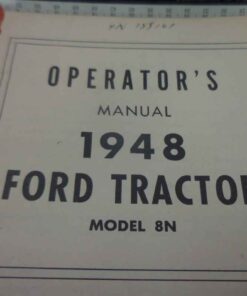 OPERATOR'S
MANUAL
1948
FORD TRACTO
MODEL 8N